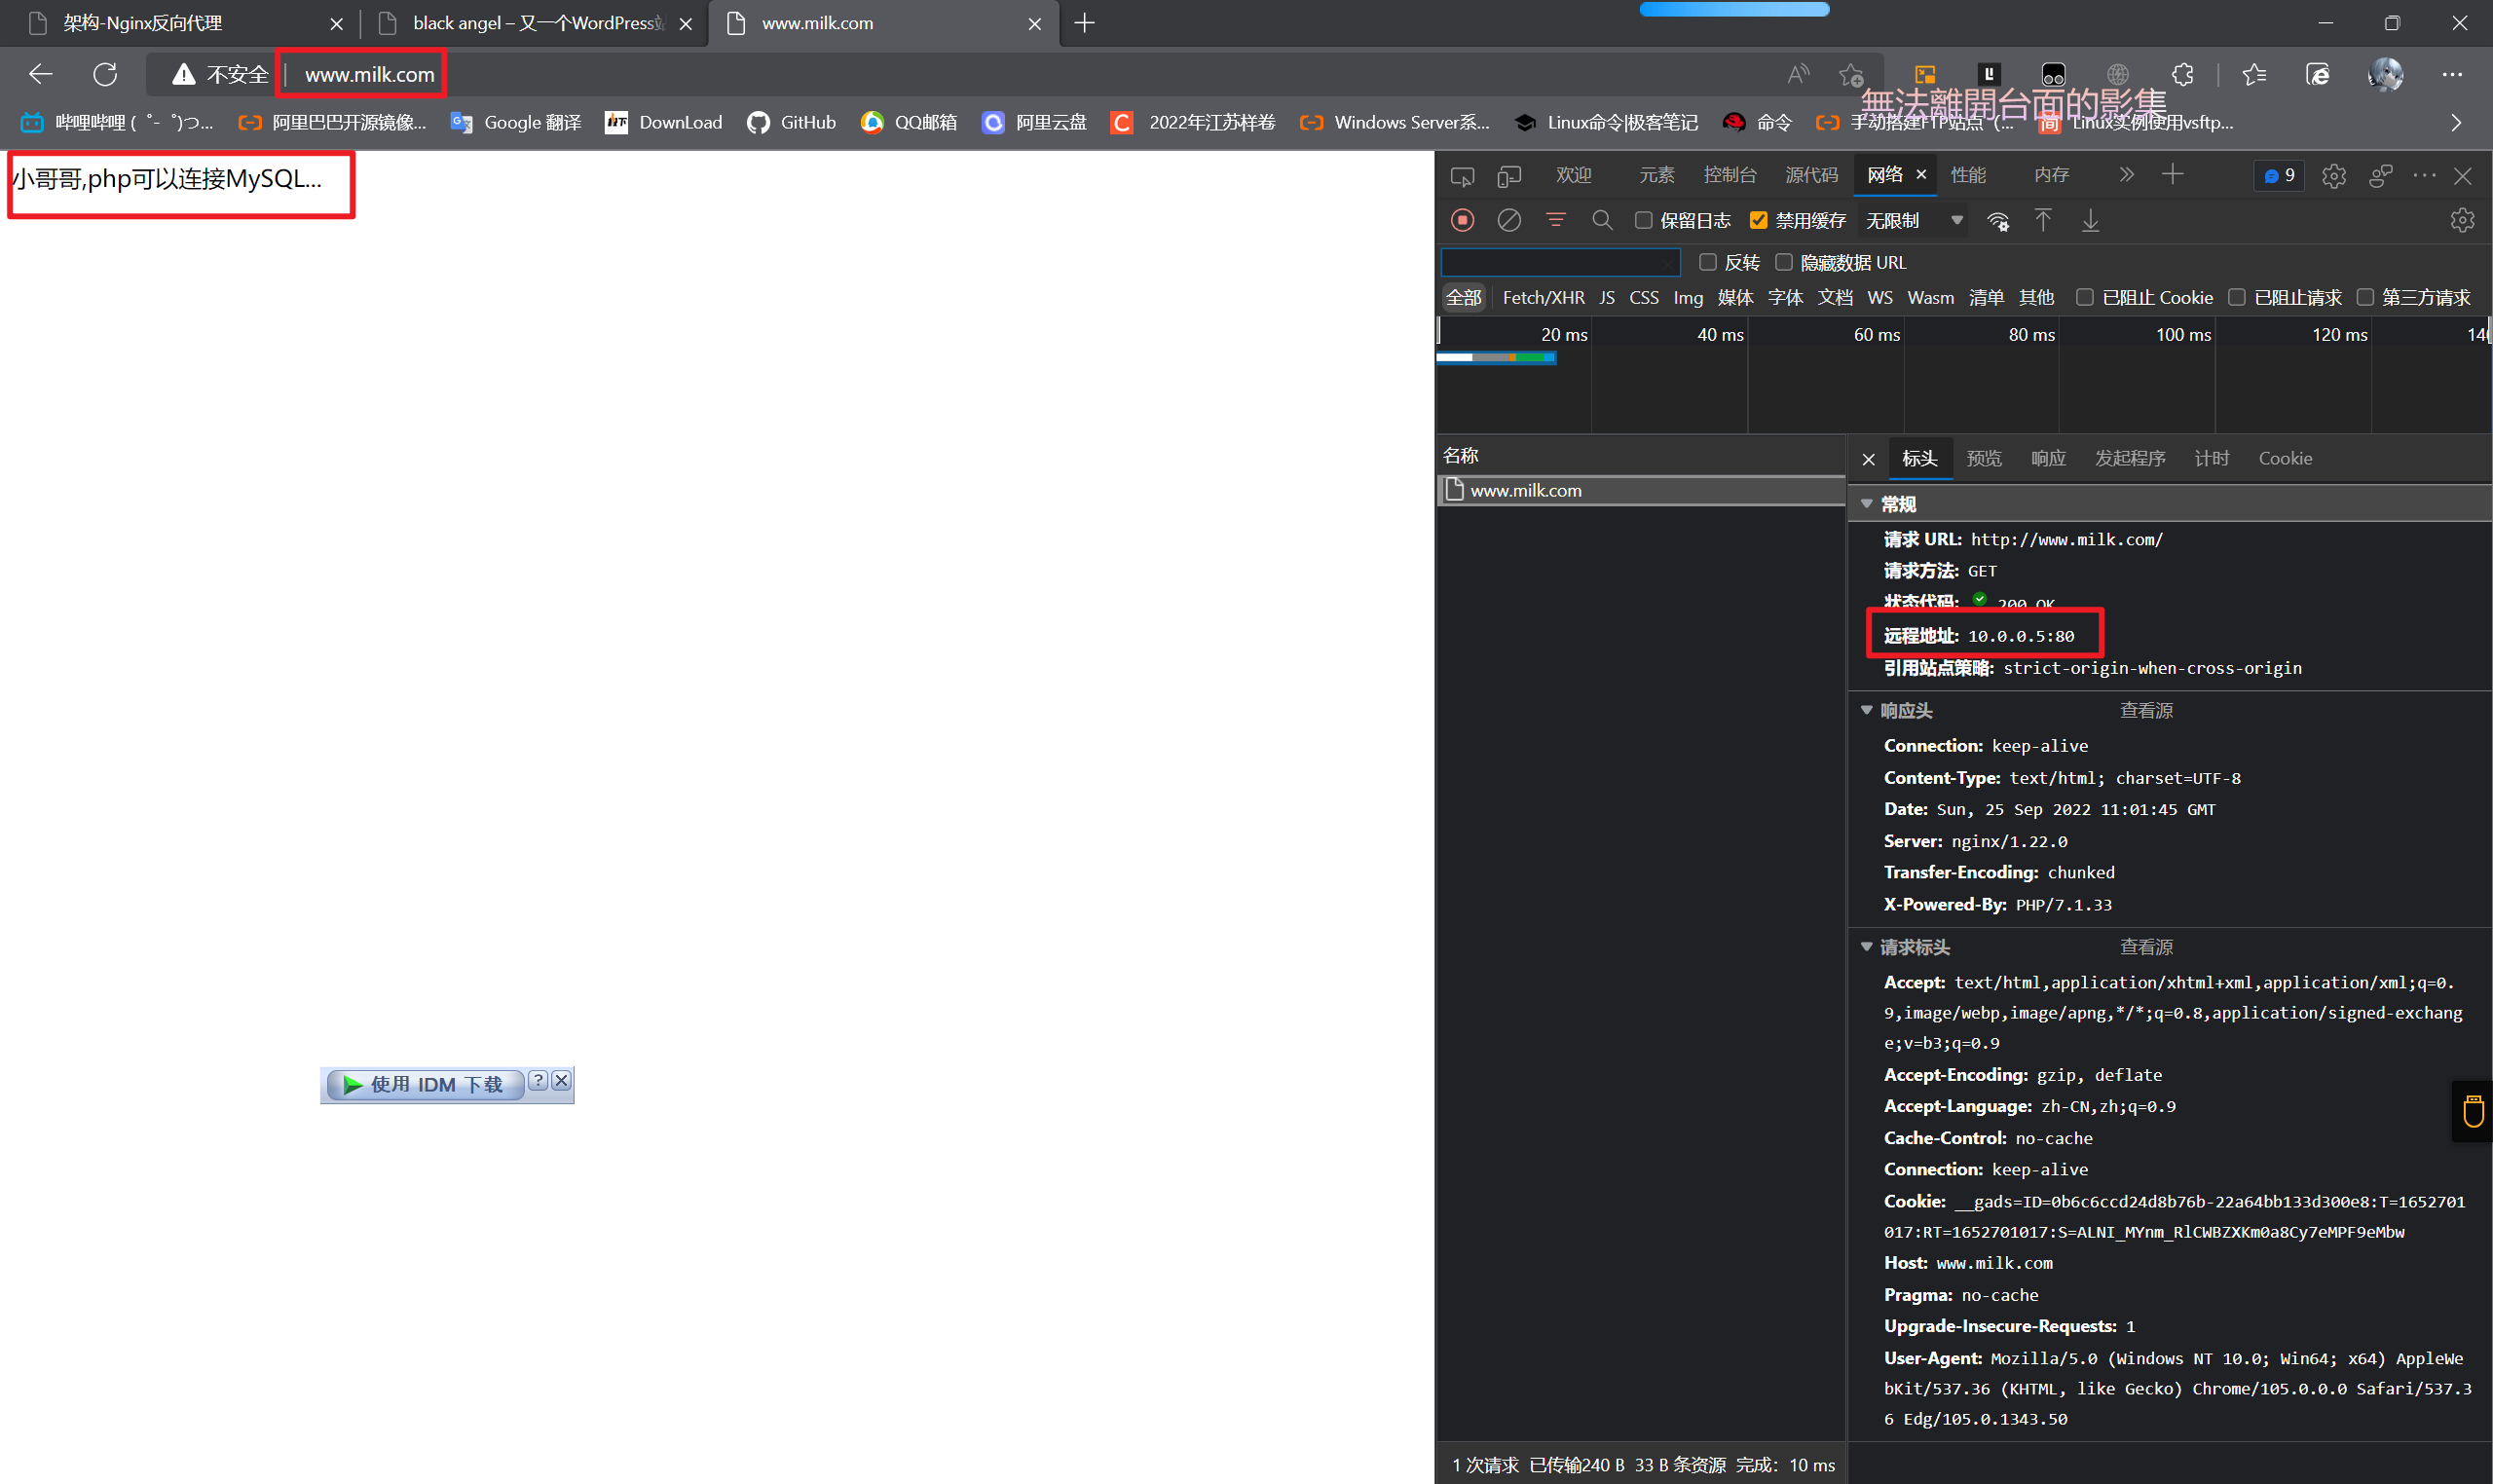 架构-Nginx反向代理
black angel – 又一个WordPress站
www.milk.com
不安全
www.milk.com
無法離開台面的影集
哔哩哔哩 ( ゜- ゜)つ...
阿里巴巴开源镜像...
Google 翻译
DownLoad
GitHub
QQ邮箱
阿里云盘
2022年江苏样卷
Windows Server系...
Linux命令|极客笔记
命令
手动搭建FTP站点（...
Linux实例使用vsftp...
小哥哥,php可以连接MySQL...
使用 IDM 下载
欢迎 元素 控制台 源代码 网络 性能 内存 9
保留日志 禁用缓存 无限制
反转 隐藏数据 URL
全部 Fetch/XHR JS CSS Img 媒体 字体 文档 WS Wasm 清单 其他 已阻止 Cookie 已阻止请求 第三方请求
20 ms 40 ms 60 ms 80 ms 100 ms 120 ms 140
名称
www.milk.com
标头 预览 响应 发起程序 计时 Cookie
常规
请求 URL: http://www.milk.com/
请求方法: GET
状态代码: 200 OK
远程地址: 10.0.0.5:80
引用站点策略: strict-origin-when-cross-origin
响应头 查看源
Connection: keep-alive
Content-Type: text/html; charset=UTF-8
Date: Sun, 25 Sep 2022 11:01:45 GMT
Server: nginx/1.22.0
Transfer-Encoding: chunked
X-Powered-By: PHP/7.1.33
请求标头 查看源
Accept: text/html,application/xhtml+xml,application/xml;q=0.
9,image/webp,image/apng,*/*;q=0.8,application/signed-exchang
e;v=b3;q=0.9
Accept-Encoding: gzip, deflate
Accept-Language: zh-CN,zh;q=0.9
Cache-Control: no-cache
Connection: keep-alive
Cookie: __gads=ID=0b6c6ccd24d8b76b-22a64bb133d300e8:T=1652701
017:RT=1652701017:S=ALNI_MYnm_RlCWBZXKm0a8Cy7eMPF9eMbw
Host: www.milk.com
Pragma: no-cache
Upgrade-Insecure-Requests: 1
User-Agent: Mozilla/5.0 (Windows NT 10.0; Win64; x64) AppleWe
bKit/537.36 (KHTML, like Gecko) Chrome/105.0.0.0 Safari/537.3
6 Edg/105.0.1343.50
1 次请求 已传输240 B 33 B 条资源 完成: 10 ms